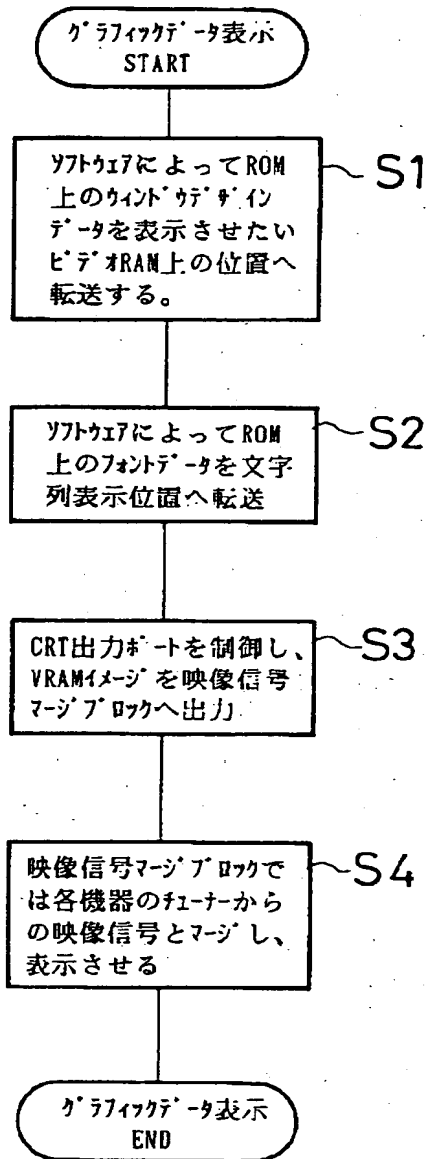 グラフィックデータ表示
START
ソフトウェアによってROM
上のウィンドウデザイン
データを表示させたい
ビデオRAM上の位置へ
転送する。
S1
ソフトウェアによってROM
上のフォントデータを文字
列表示位置へ転送
S2
CRT出力ポートを制御し、
VRAMイメージを映像信号
マージブロックへ出力
S3
映像信号マージブロックで
は各機器のチューナーから
の映像信号とマージし、
表示させる
S4
グラフィックデータ表示
END